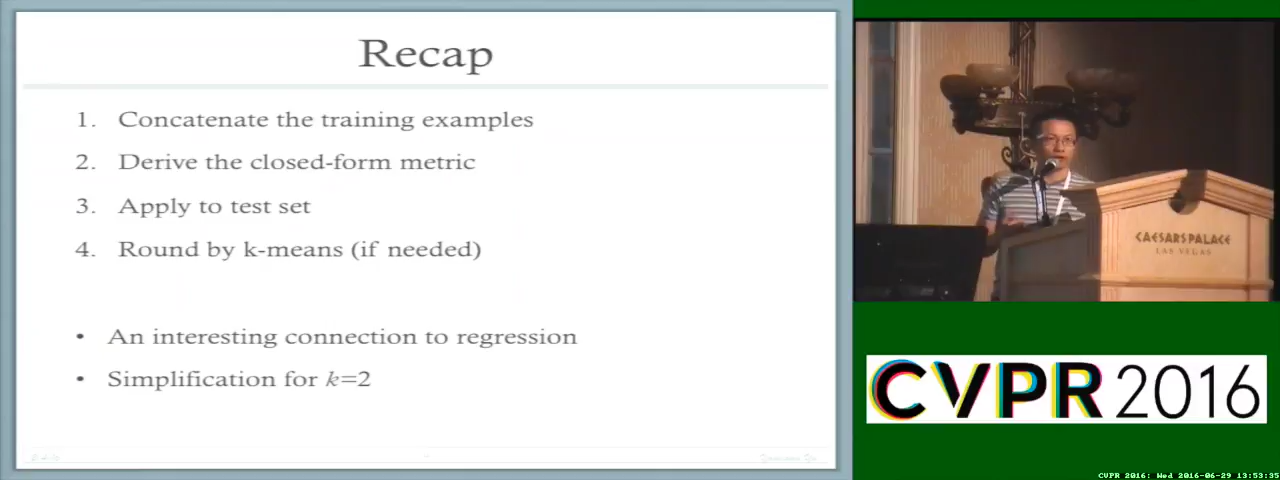 Recap
1. Concatenate the training examples
2. Derive the closed-form metric
3. Apply to test set
4. Round by k-means (if needed)
• An interesting connection to regression
• Simplification for k=2
CAESARS PALACE
LAS VEGAS
CVPR 2016
CVPR 2016: Wed 2016-06-29 13:53:35